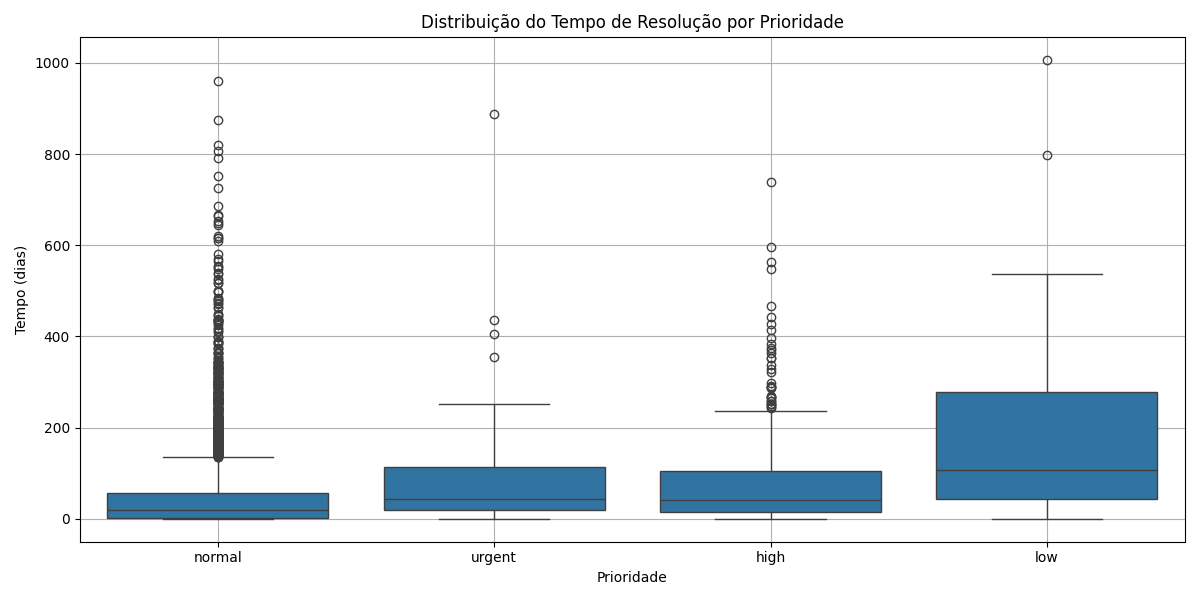 Distribuição do Tempo de Resolução por Prioridade
Tempo (dias)
1000
800
600
400
200
0
normal
urgent
high
low
Prioridade